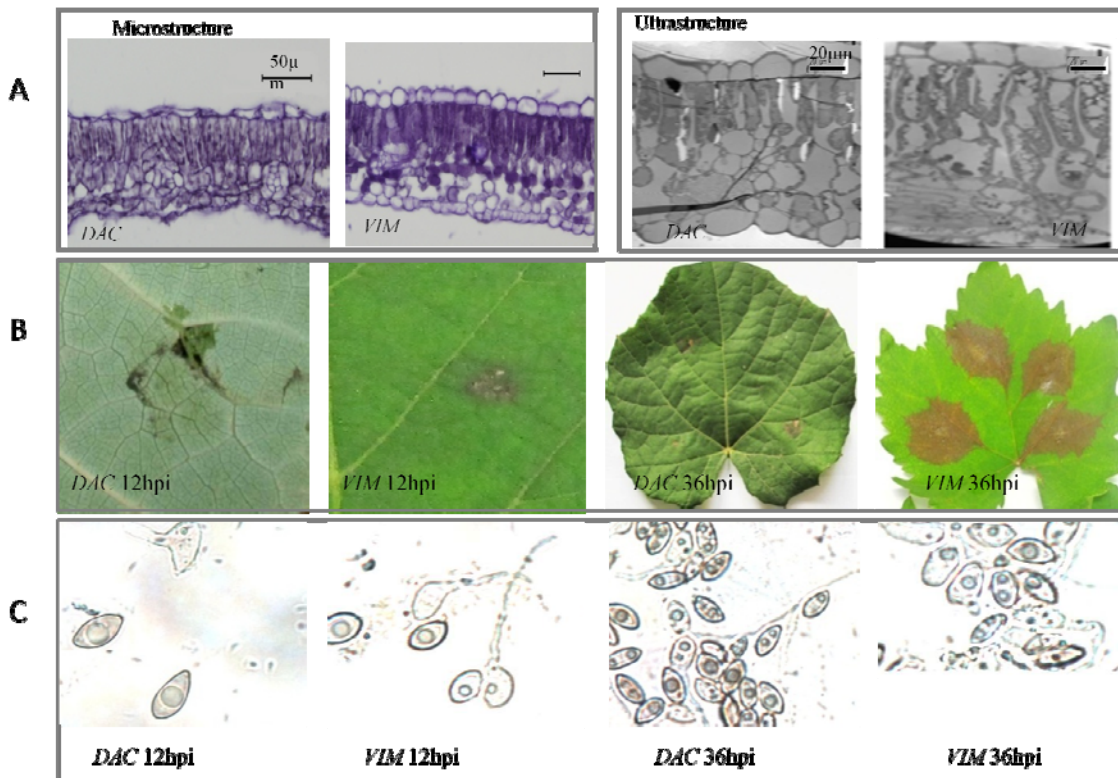 Microstructure
Ultrastructure
A
50μ
m
20μm
DAC
VIM
DAC
VIM
B
DAC 12hpi
VIM 12hpi
DAC 36hpi
VIM 36hpi
C
DAC 12hpi
VIM 12hpi
DAC 36hpi
VIM 36hpi